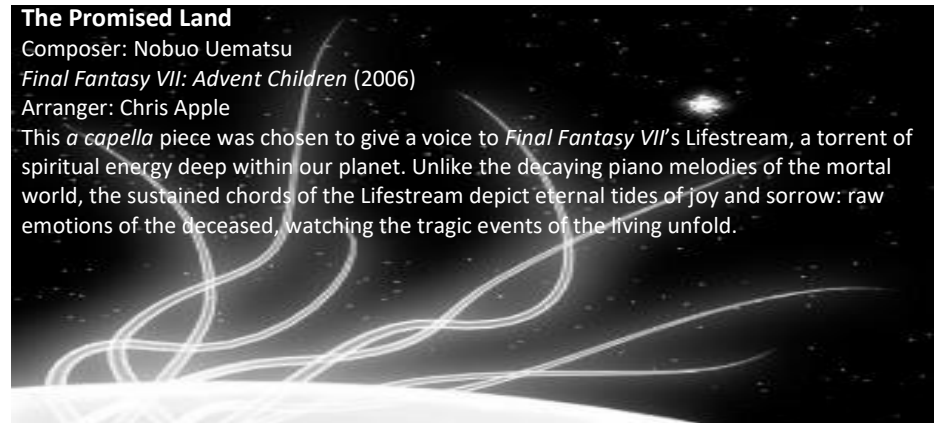 The Promised Land
Composer: Nobuo Uematsu
Final Fantasy VII: Advent Children (2006)
Arranger: Chris Apple
This a capella piece was chosen to give a voice to Final Fantasy VII's Lifestream, a torrent of
spiritual energy deep within our planet. Unlike the decaying piano melodies of the mortal
world, the sustained chords of the Lifestream depict eternal tides of joy and sorrow: raw
emotions of the deceased, watching the tragic events of the living unfold.